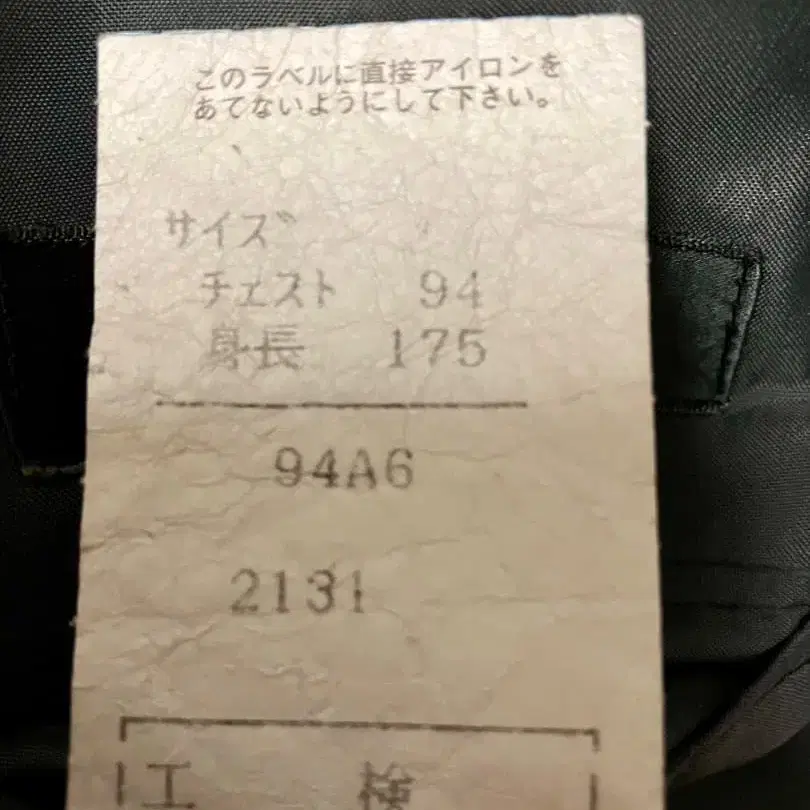 このラベルに直接アイロンを
あてないようにして下さい。
サイズ
チェスト 94
身長 175
94A6
2131
工 検